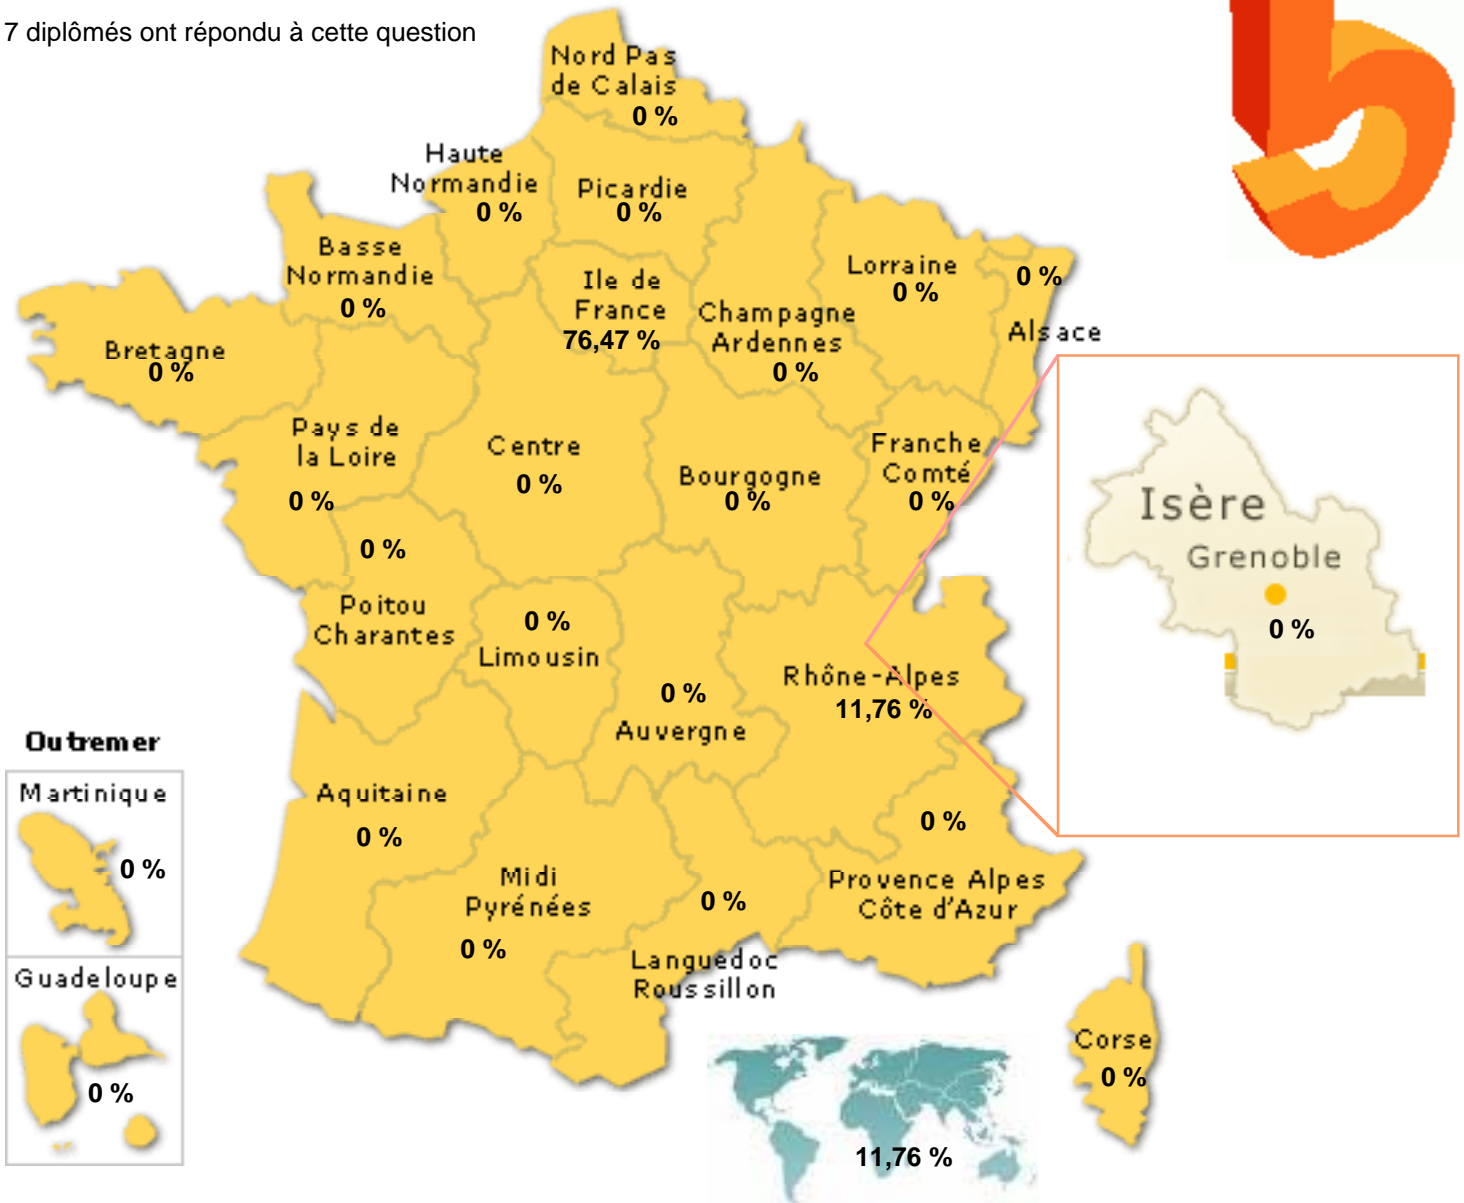 7 diplômés ont répondu à cette question
Nord Pas
de Calais
0 %
Haute
Normandie
0 %
Picardie
0 %
Basse
Normandie
0 %
Ile de
France
76,47 %
Champagne
Ardennes
0 %
Lorraine
0 %
0 %
Alsace
Bretagne
0 %
Pays de
la Loire
0 %
Centre
0 %
Bourgogne
0 %
Franche
Comté
0 %
Isère
Grenoble
0 %
0 %
Poitou
Charantes
0 %
Limousin
0 %
Auvergne
Rhône-Alpes
11,76 %
Outremer
Martinique
0 %
Guadeloupe
0 %
Aquitaine
0 %
Midi
Pyrénées
0 %
0 %
Languedoc
Roussillon
0 %
Provence Alpes
Côte d'Azur
Corse
0 %
11,76 %